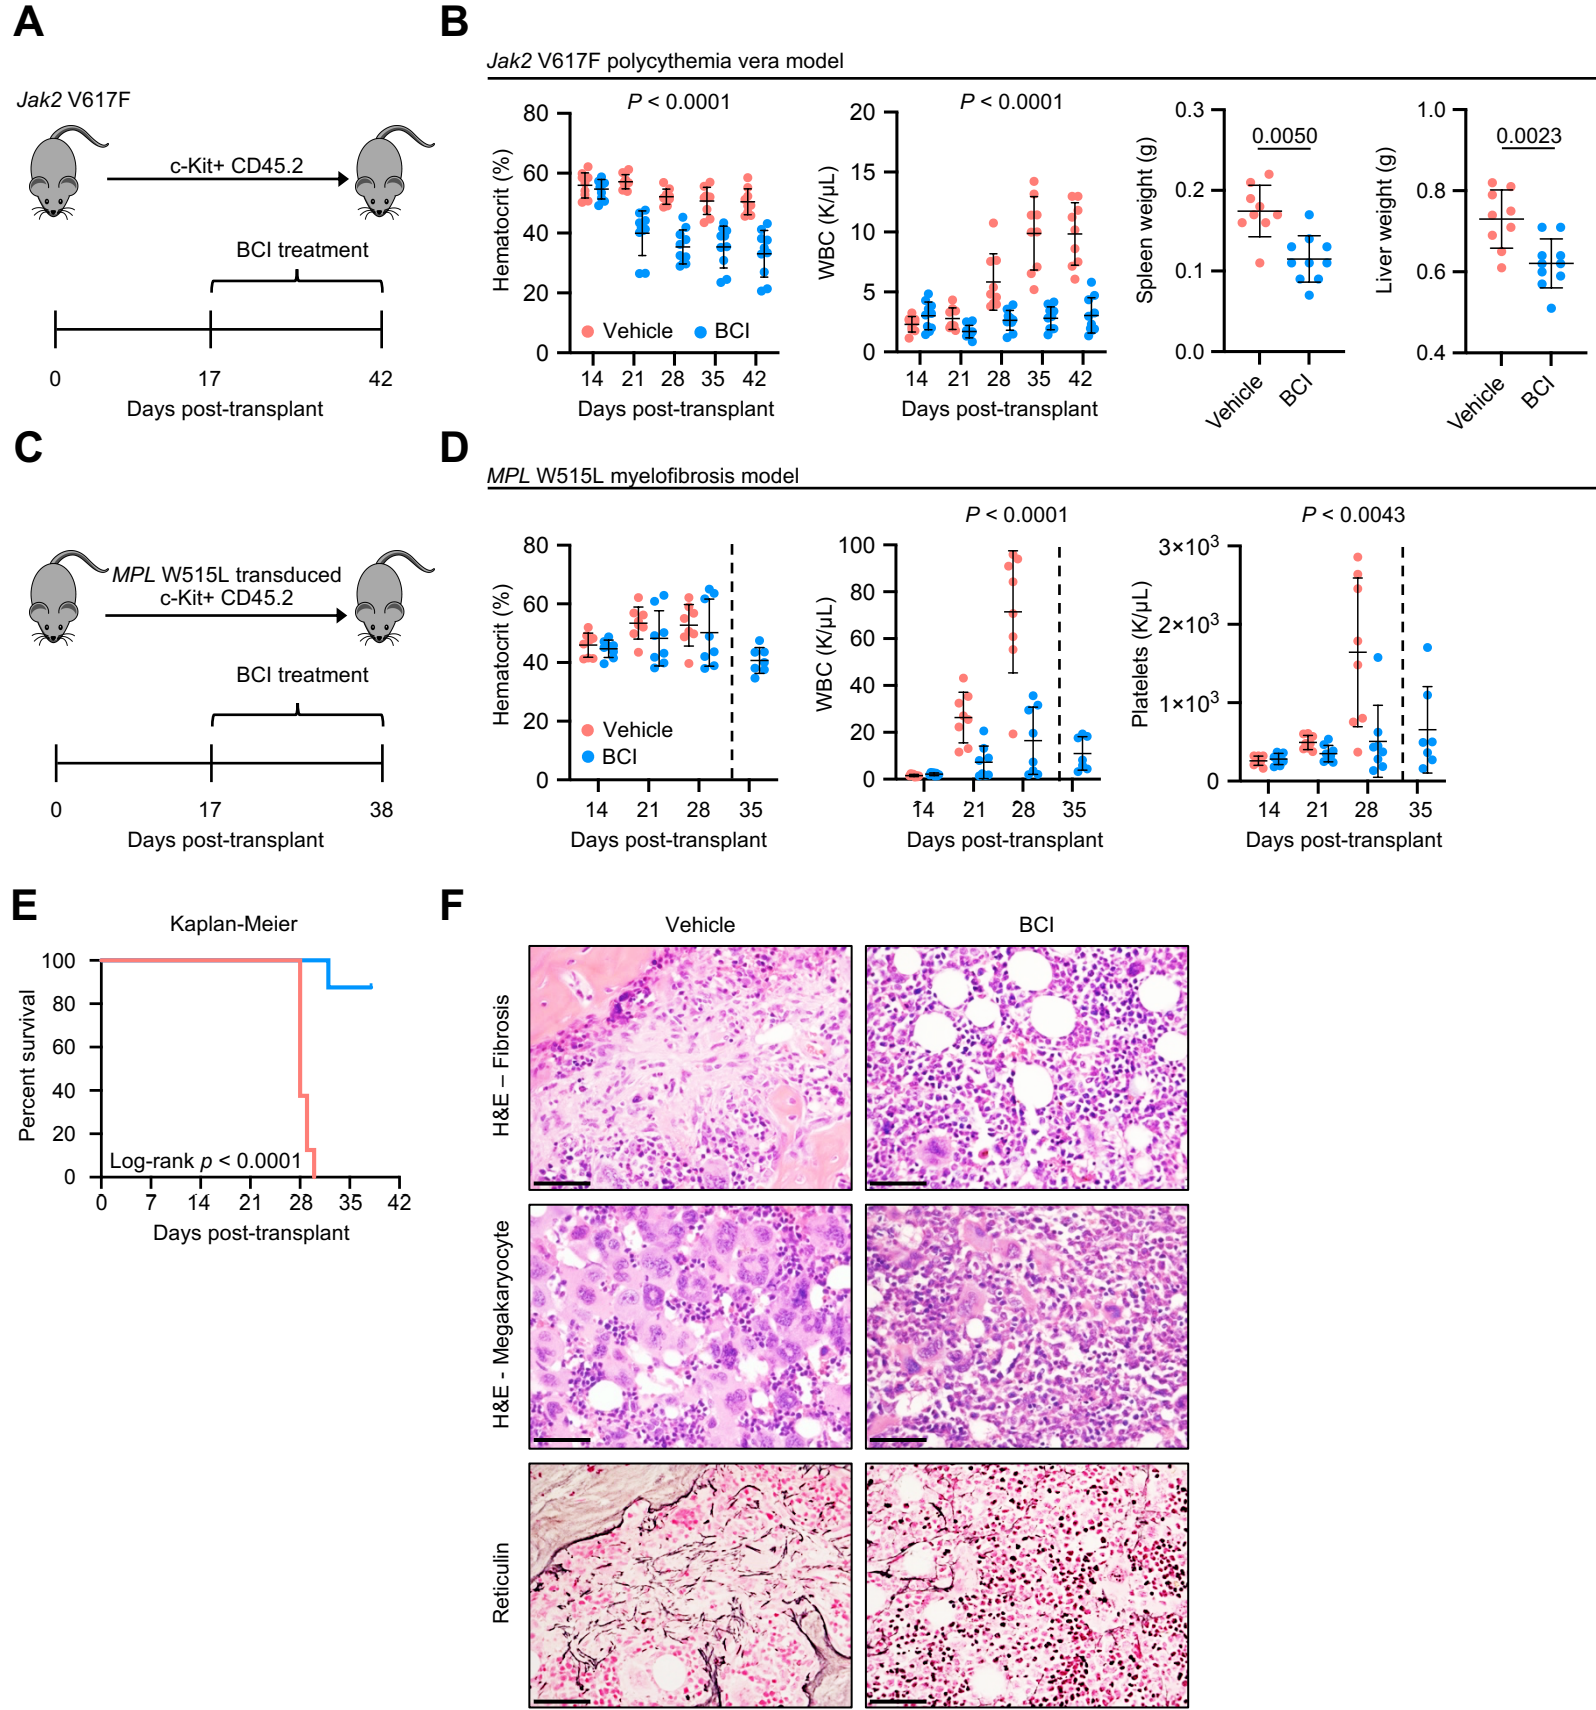 A
Jak2 V617F
c-Kit+ CD45.2
BCI treatment
0 17 42
Days post-transplant
B
Jak2 V617F polycythemia vera model
P < 0.0001
Hematocrit (%)
80
60
40
20
0
Vehicle BCI
14 21 28 35 42
Days post-transplant
P < 0.0001
WBC (K/μL)
20
15
10
5
0
14 21 28 35 42
Days post-transplant
Spleen weight (g)
0.3
0.2
0.1
0.0
0.0050
Vehicle
BCI
Liver weight (g)
1.0
0.8
0.6
0.4
0.0023
Vehicle
BCI
C
MPL W515L transduced
c-Kit+ CD45.2
BCI treatment
0 17 38
Days post-transplant
D
MPL W515L myelofibrosis model
Hematocrit (%)
80
60
40
20
0
Vehicle
BCI
14 21 28 35
Days post-transplant
P < 0.0001
WBC (K/μL)
100
80
60
40
20
0
14 21 28 35
Days post-transplant
P < 0.0043
Platelets (K/μL)
3×10³
2×10³
1×10³
0
14 21 28 35
Days post-transplant
E
Kaplan-Meier
Percent survival
100
80
60
40
20
0
Log-rank p < 0.0001
0 7 14 21 28 35 42
Days post-transplant
F
Vehicle BCI
H&E – Fibrosis
H&E - Megakaryocyte
Reticulin